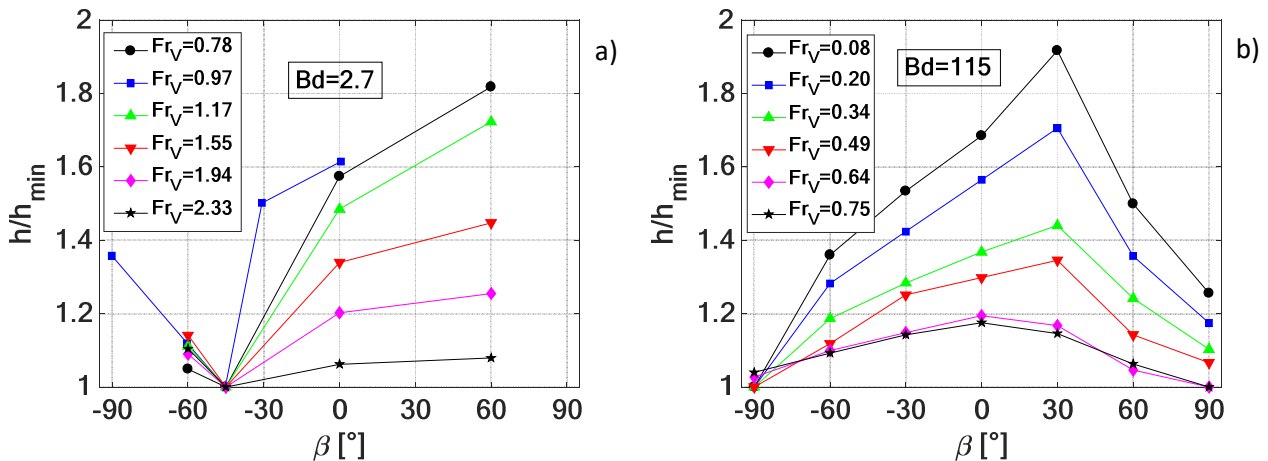 a)
Bd=2.7
Fr_V=0.78
Fr_V=0.97
Fr_V=1.17
Fr_V=1.55
Fr_V=1.94
Fr_V=2.33
h/h_min
2
1.8
1.6
1.4
1.2
1
-90 -60 -30 0 30 60 90
β [°]
b)
Bd=115
Fr_V=0.08
Fr_V=0.20
Fr_V=0.34
Fr_V=0.49
Fr_V=0.64
Fr_V=0.75
h/h_min
2
1.8
1.6
1.4
1.2
1
-90 -60 -30 0 30 60 90
β [°]